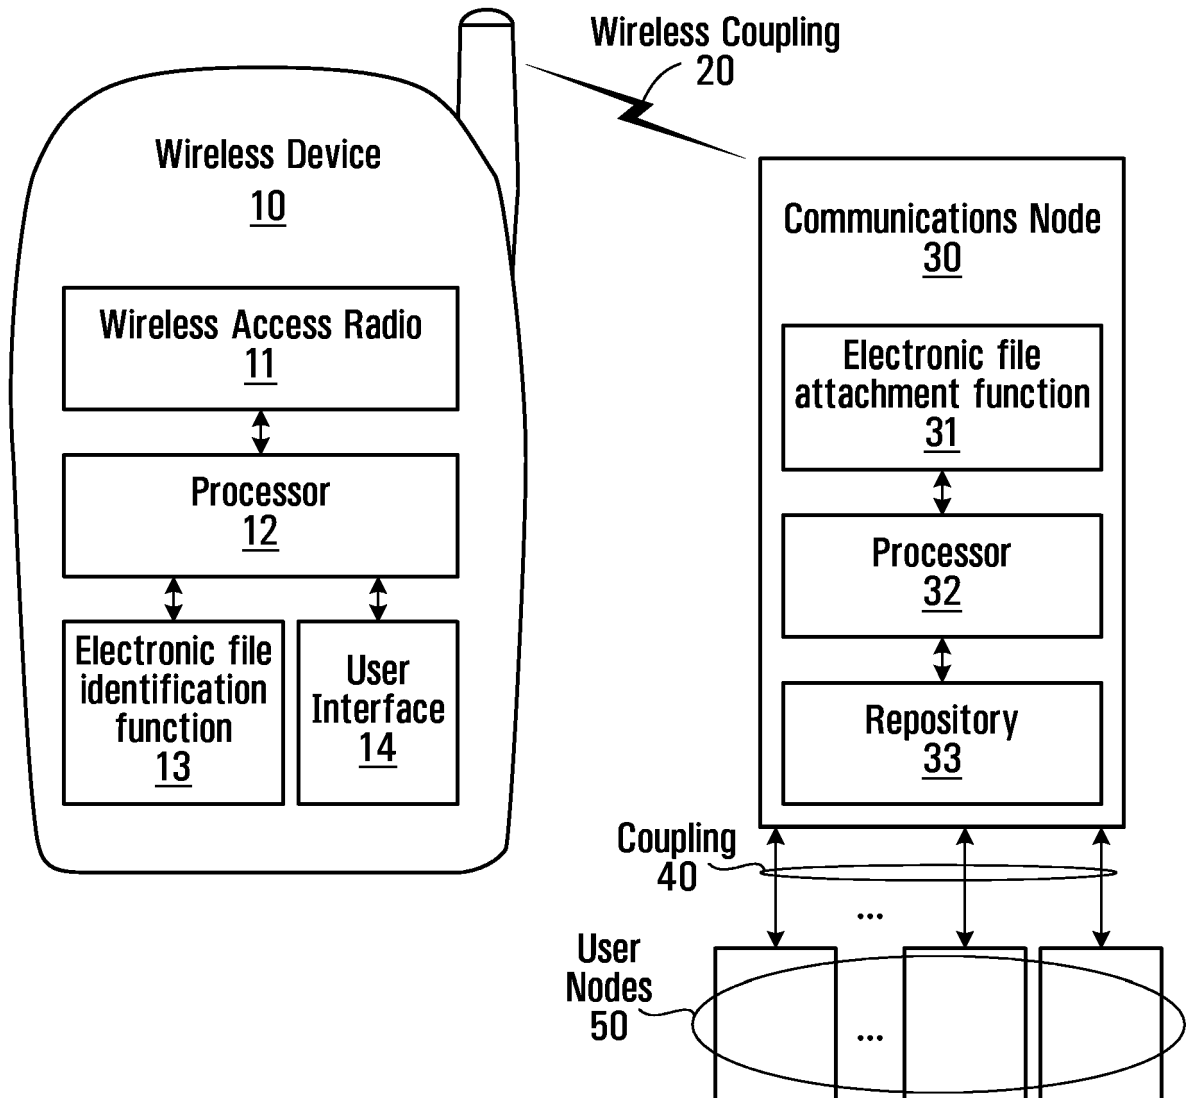 Wireless Coupling
20
Wireless Device
10
Wireless Access Radio
11
Processor
12
Electronic file
identification
function
13
User
Interface
14
Communications Node
30
Electronic file
attachment function
31
Processor
32
Repository
33
Coupling
40
...
User
Nodes
50
...